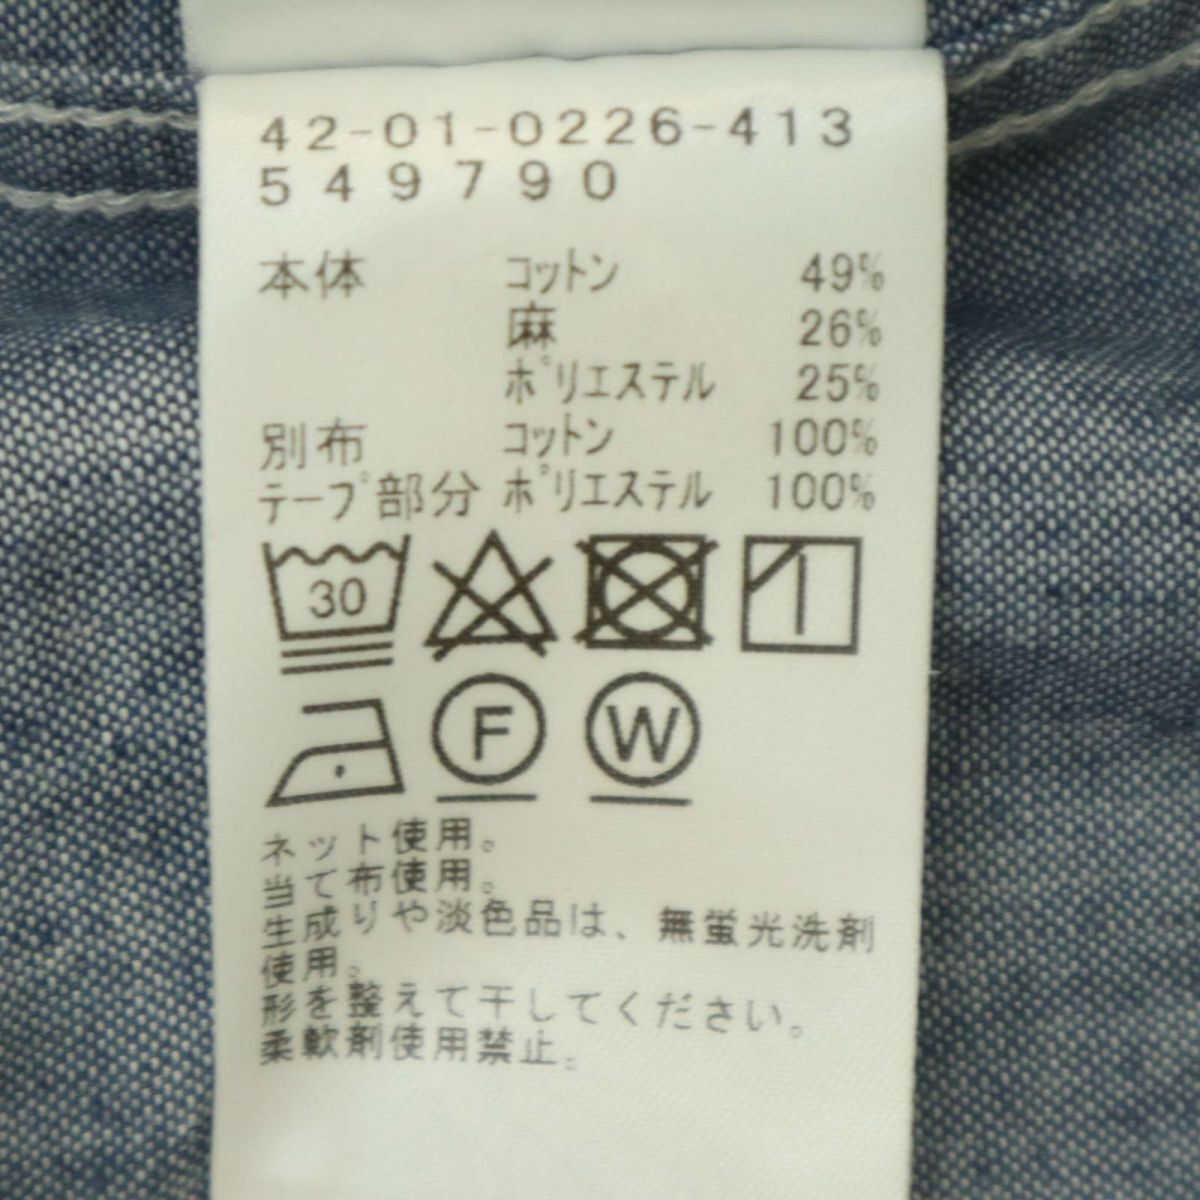 42-01-0226-413
549790
本体 コットン 49%
麻 26%
ポリエステル 25%
別布 コットン 100%
テープ部分 ポリエステル 100%
30
F W
ネット使用。
当て布使用。
生成りや淡色品は、無蛍光洗剤
使用。
形を整えて干してください。
柔軟剤使用禁止。